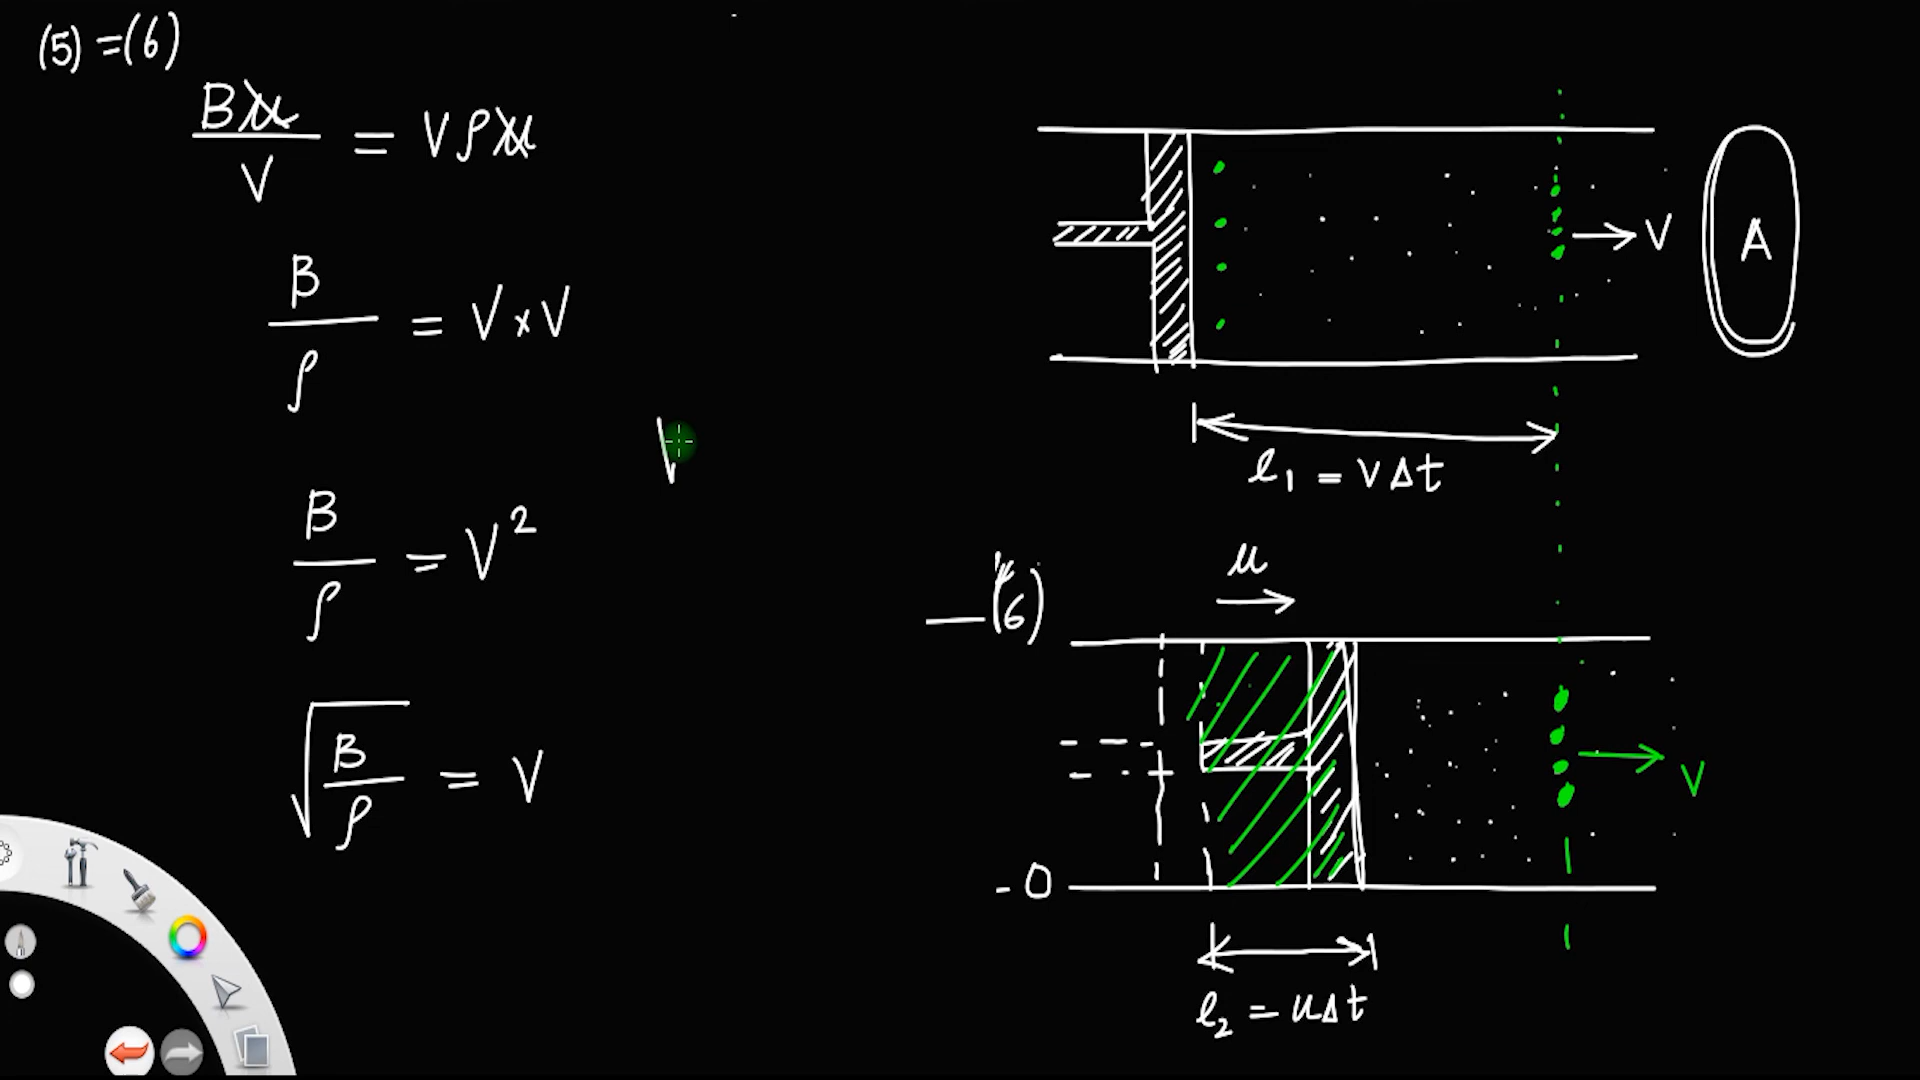 (5) = (6)
Bu/V = VρU
B/ρ = V × V
B/ρ = V²
√(B/ρ) = V
V
A
l₁ = VΔt
u
—(6)
V
- 0
l₂ = uΔt